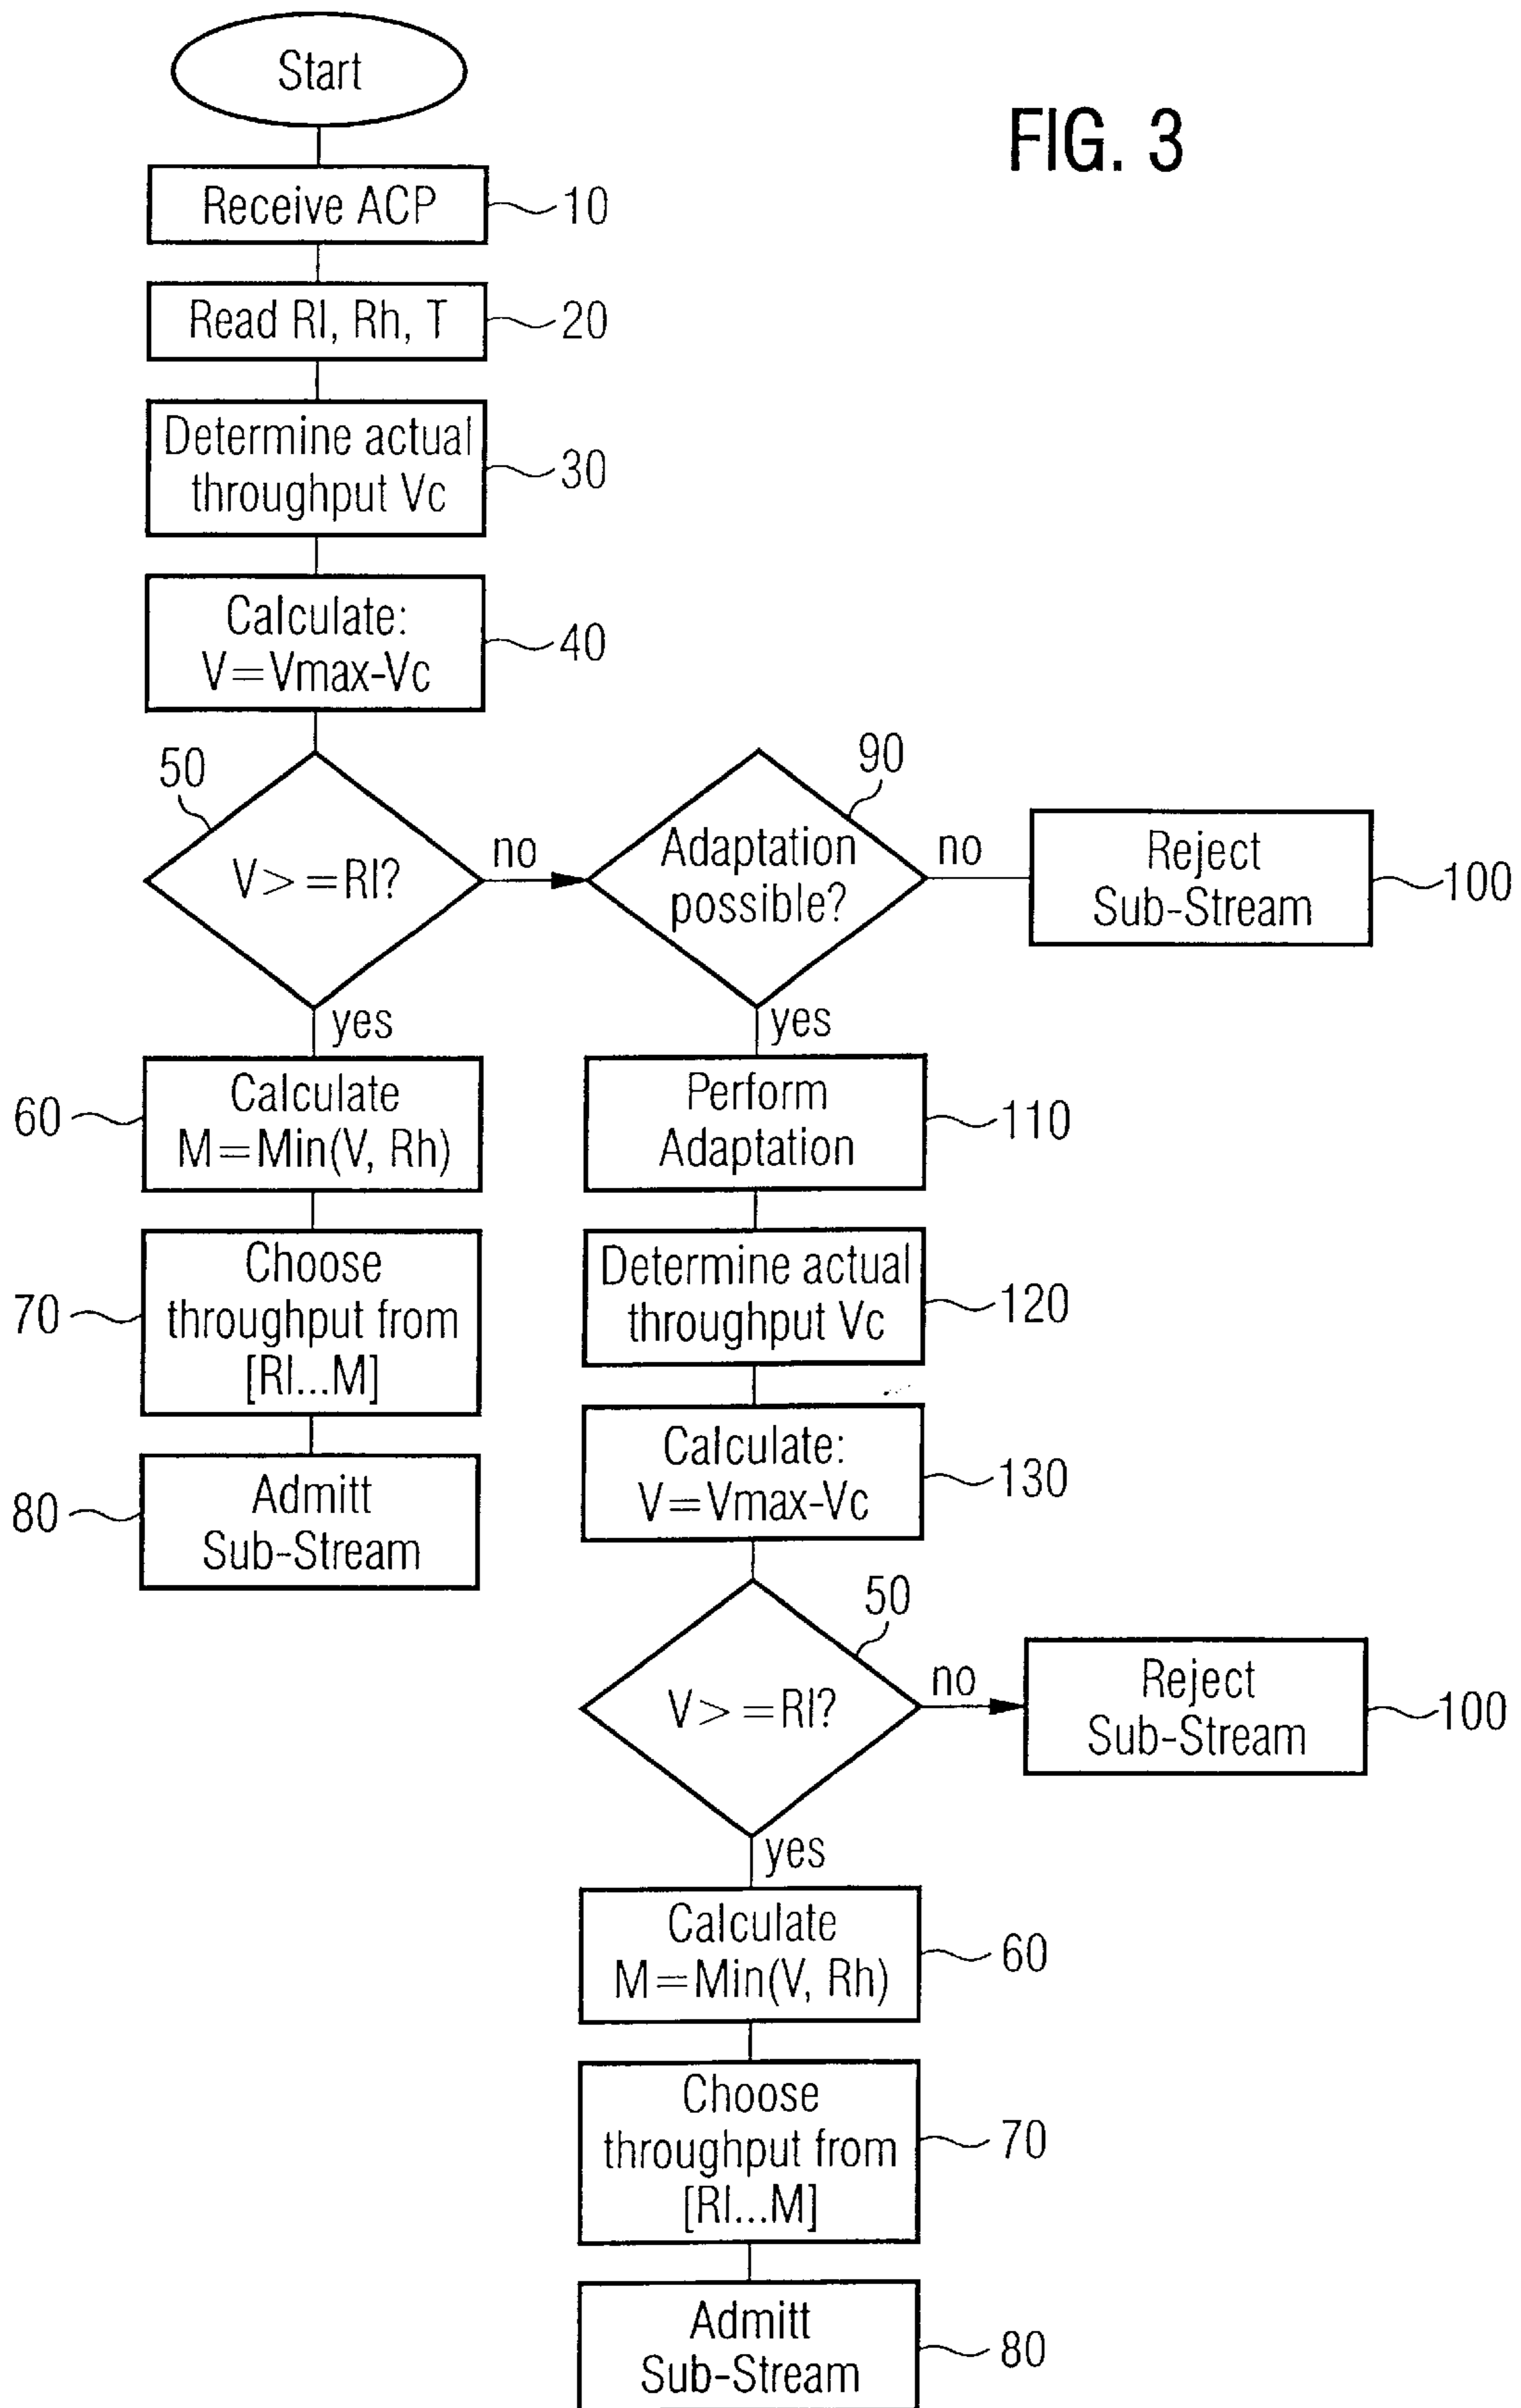 Start
FIG. 3
Receive ACP
10
Read Rl, Rh, T
20
Determine actual
throughput Vc
30
Calculate:
V=Vmax-Vc
40
50
V>=Rl?
no
yes
90
Adaptation
possible?
no
yes
Reject
Sub-Stream
100
60
Calculate
M=Min(V, Rh)
70
Choose
throughput from
[Rl...M]
80
Admitt
Sub-Stream
Perform
Adaptation
110
Determine actual
throughput Vc
120
Calculate:
V=Vmax-Vc
130
50
V>=Rl?
no
yes
Reject
Sub-Stream
100
Calculate
M=Min(V, Rh)
60
Choose
throughput from
[Rl...M]
70
Admitt
Sub-Stream
80